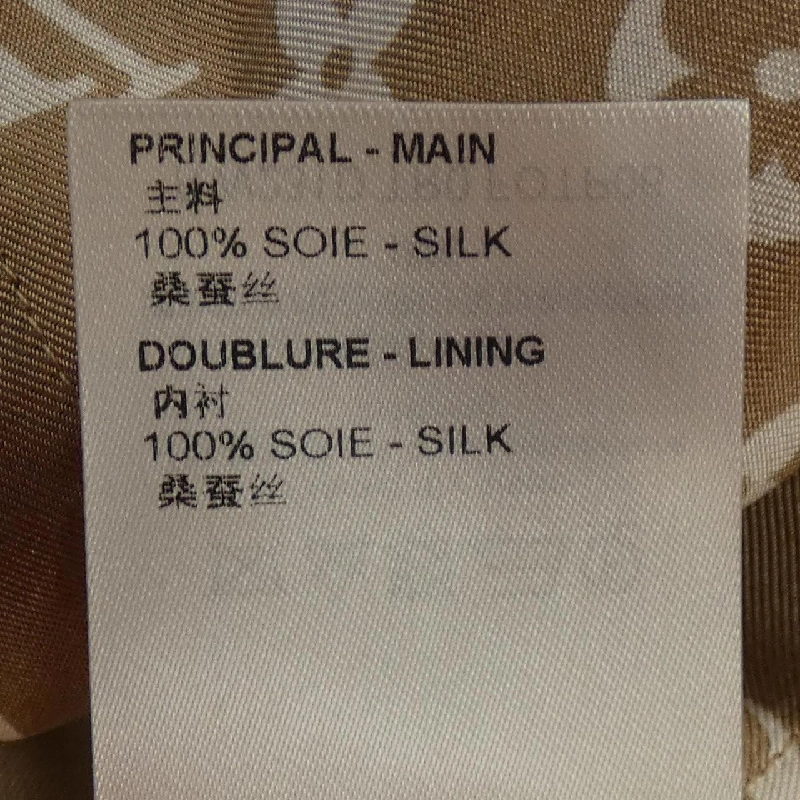 PRINCIPAL - MAIN
主料
100% SOIE - SILK
桑蚕丝
DOUBLURE - LINING
内衬
100% SOIE - SILK
桑蚕丝